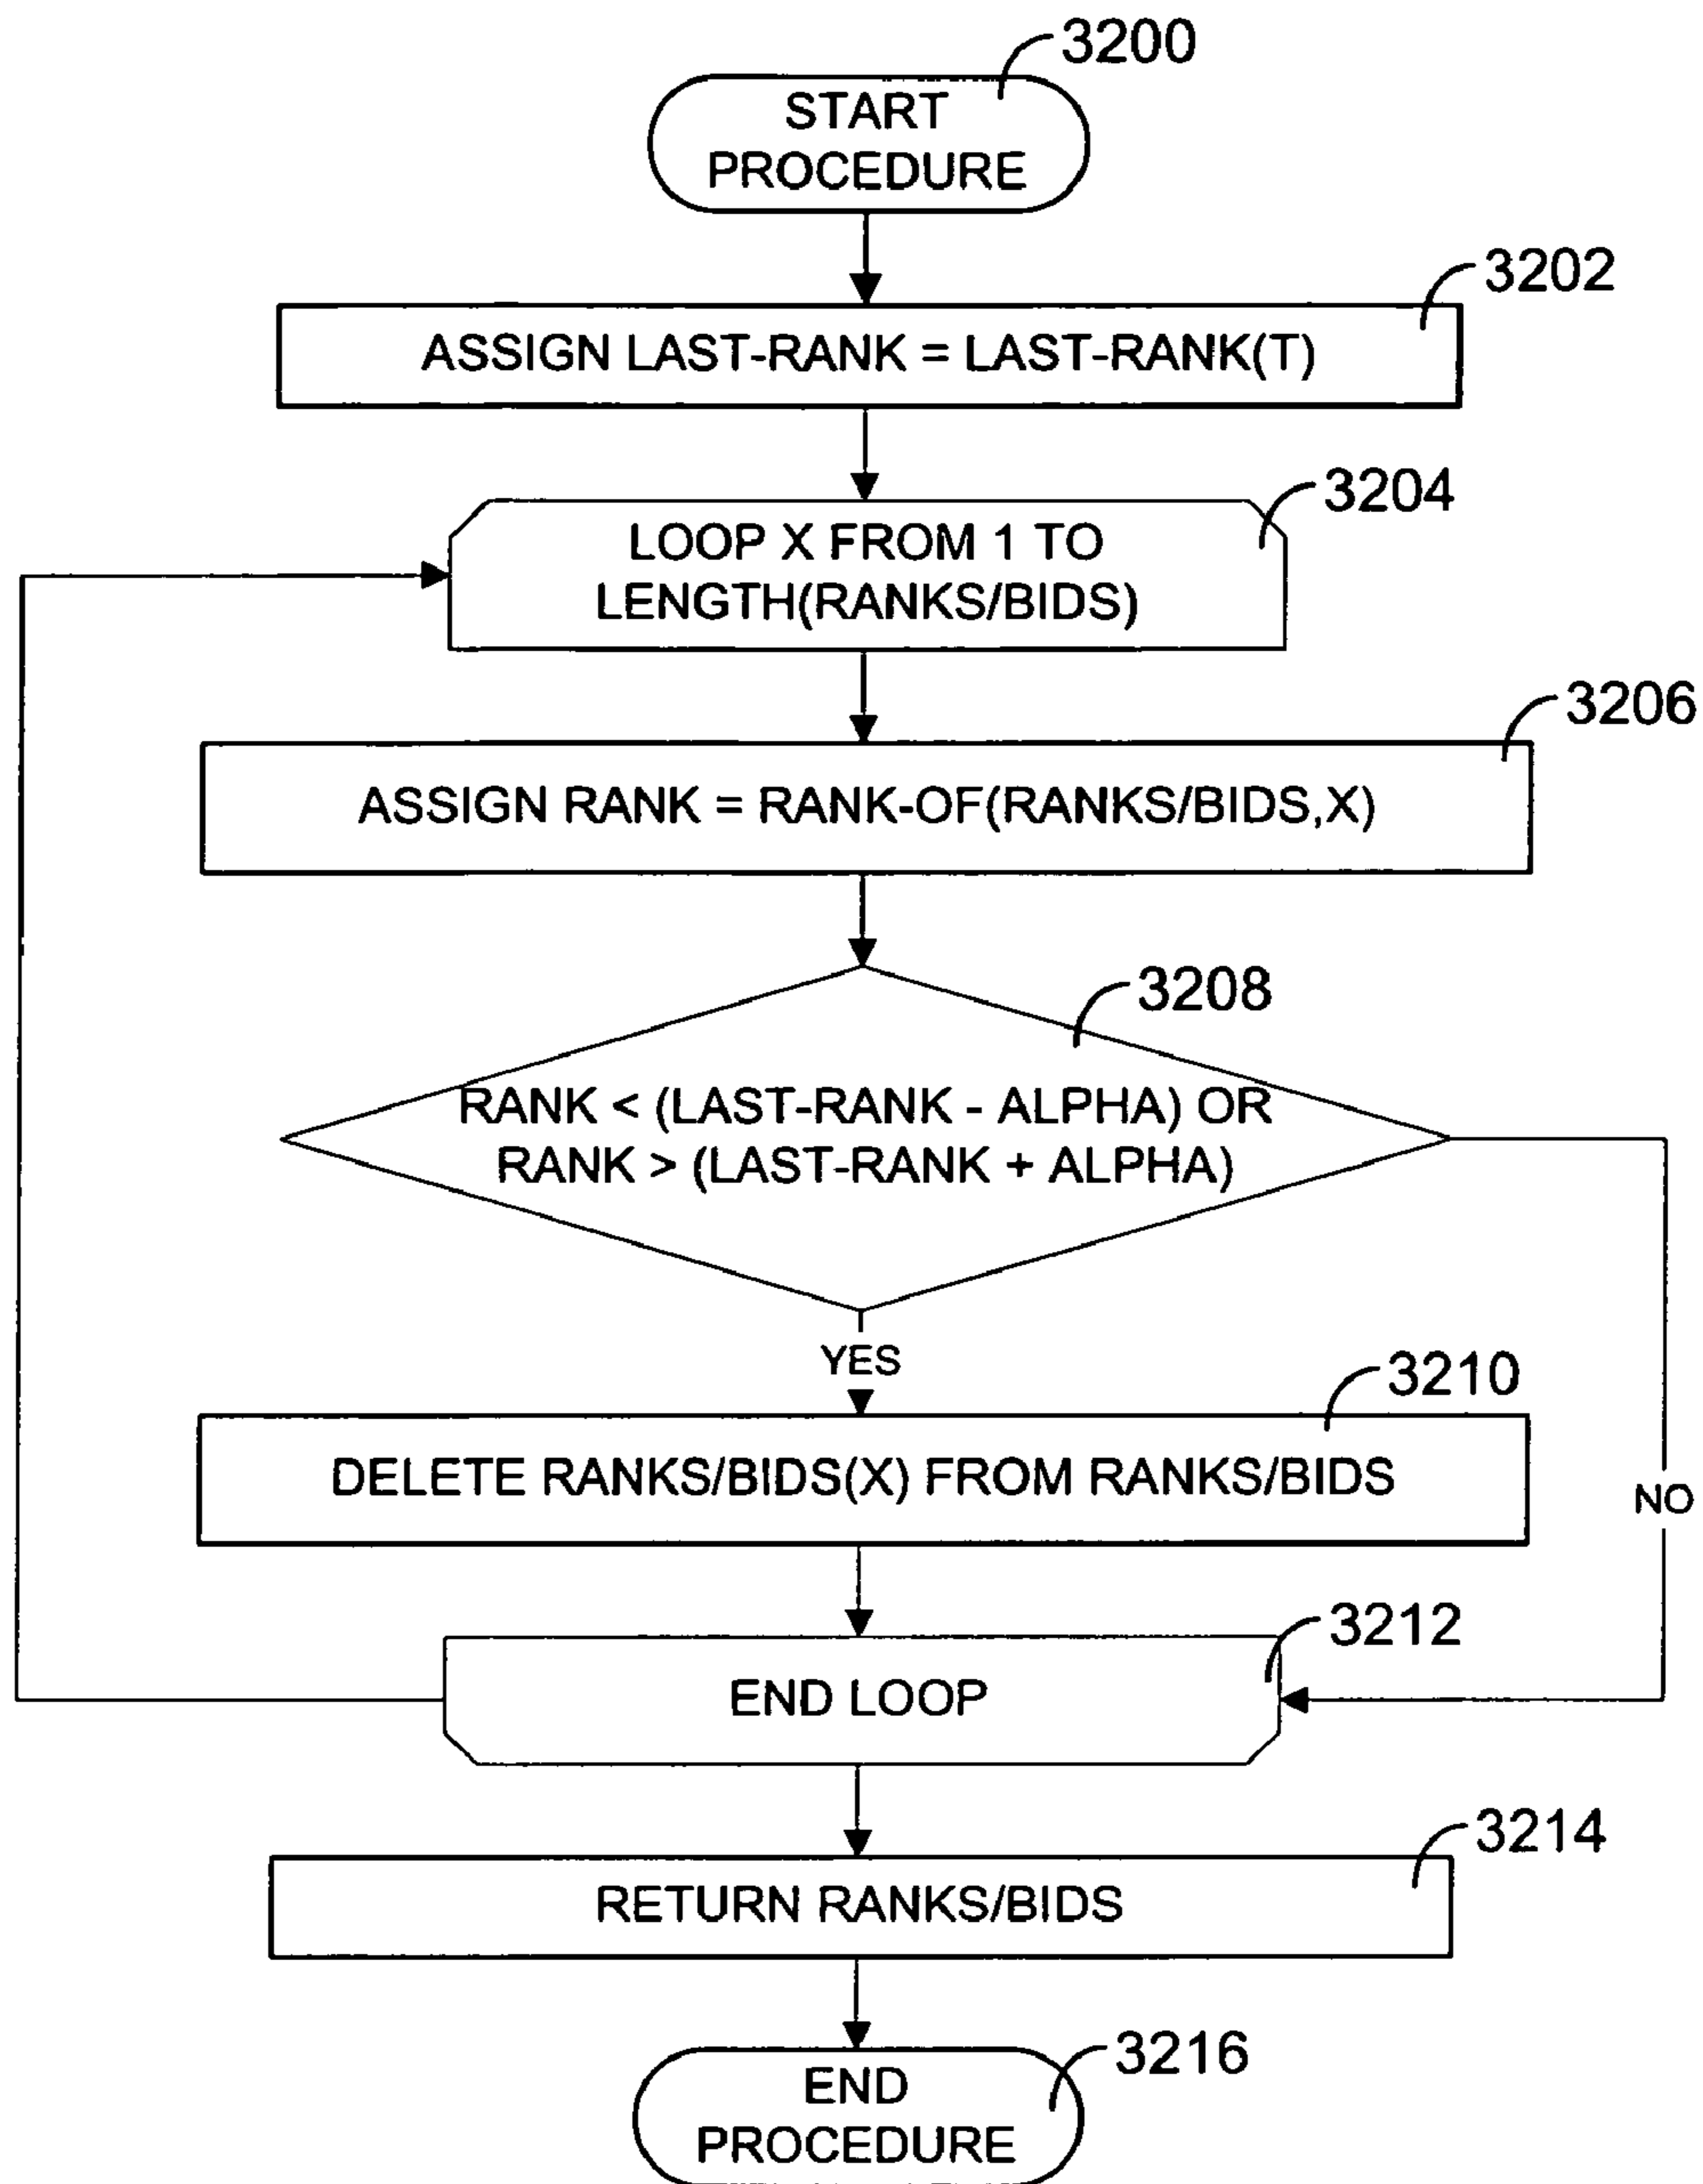 3200
START
PROCEDURE
3202
ASSIGN LAST-RANK = LAST-RANK(T)
3204
LOOP X FROM 1 TO
LENGTH(RANKS/BIDS)
3206
ASSIGN RANK = RANK-OF(RANKS/BIDS,X)
3208
RANK < (LAST-RANK - ALPHA) OR
RANK > (LAST-RANK + ALPHA)
YES
3210
DELETE RANKS/BIDS(X) FROM RANKS/BIDS
NO
3212
END LOOP
3214
RETURN RANKS/BIDS
3216
END
PROCEDURE